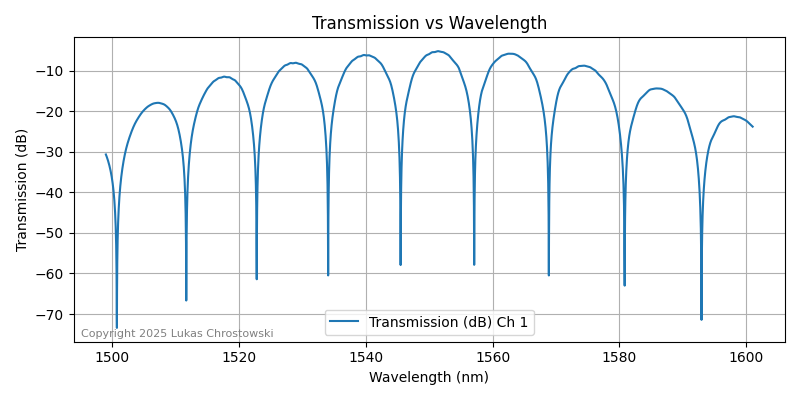 Transmission vs Wavelength
Transmission (dB)
−10
−20
−30
−40
−50
−60
−70
Transmission (dB) Ch 1
Copyright 2025 Lukas Chrostowski
1500 1520 1540 1560 1580 1600
Wavelength (nm)